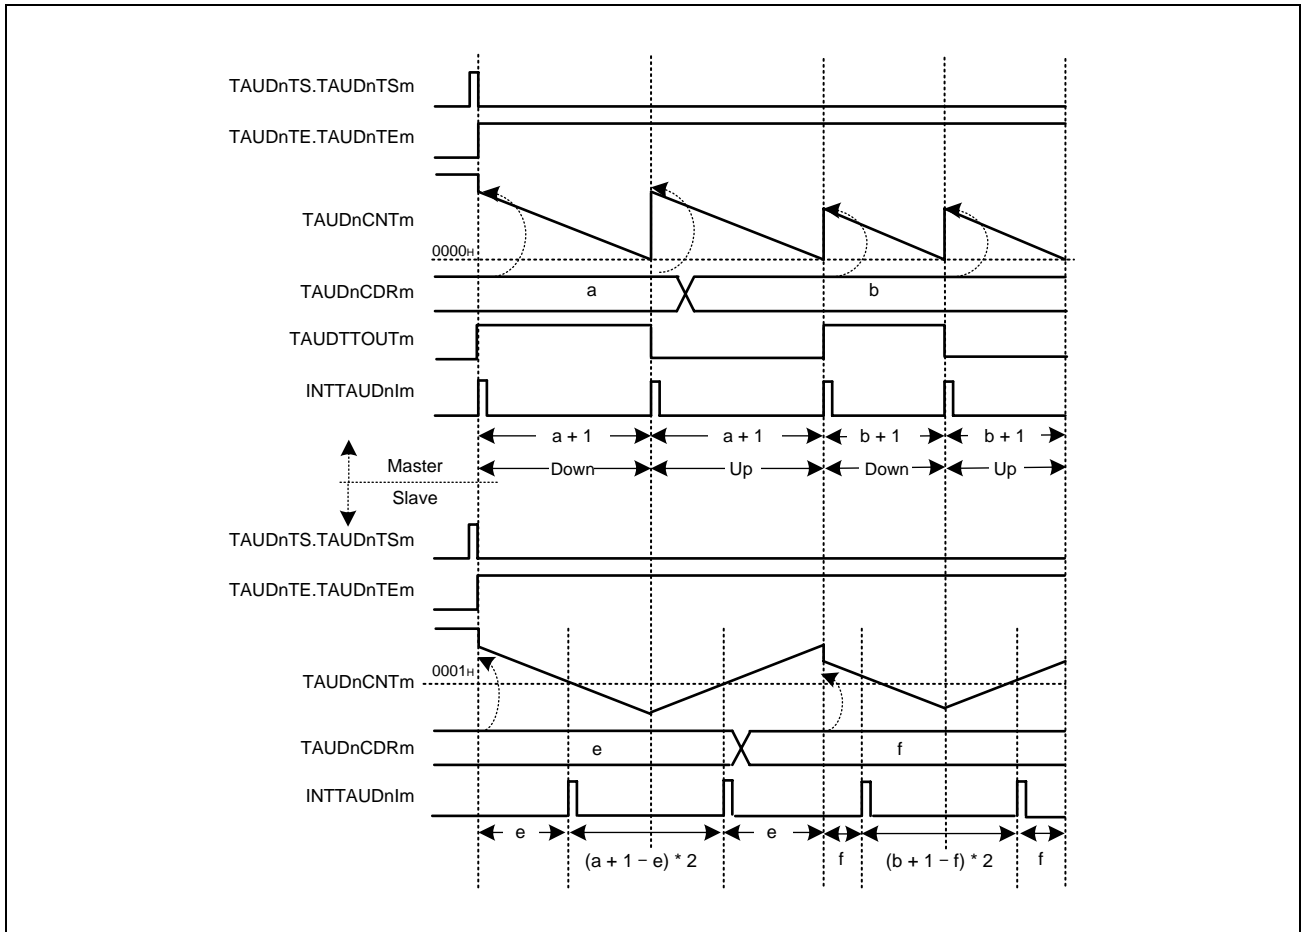 TAUDnTS.TAUDnTSm
TAUDnTE.TAUDnTEm
TAUDnCNTm
0000H
TAUDnCDRm
a
b
TAUDTTOUTm
INTTAUDnIm
a + 1
a + 1
b + 1
b + 1
Master
Down
Up
Down
Up
Slave
TAUDnTS.TAUDnTSm
TAUDnTE.TAUDnTEm
0001H
TAUDnCNTm
TAUDnCDRm
e
f
INTTAUDnIm
e
e
(a + 1 − e) * 2
f
(b + 1 − f) * 2
f